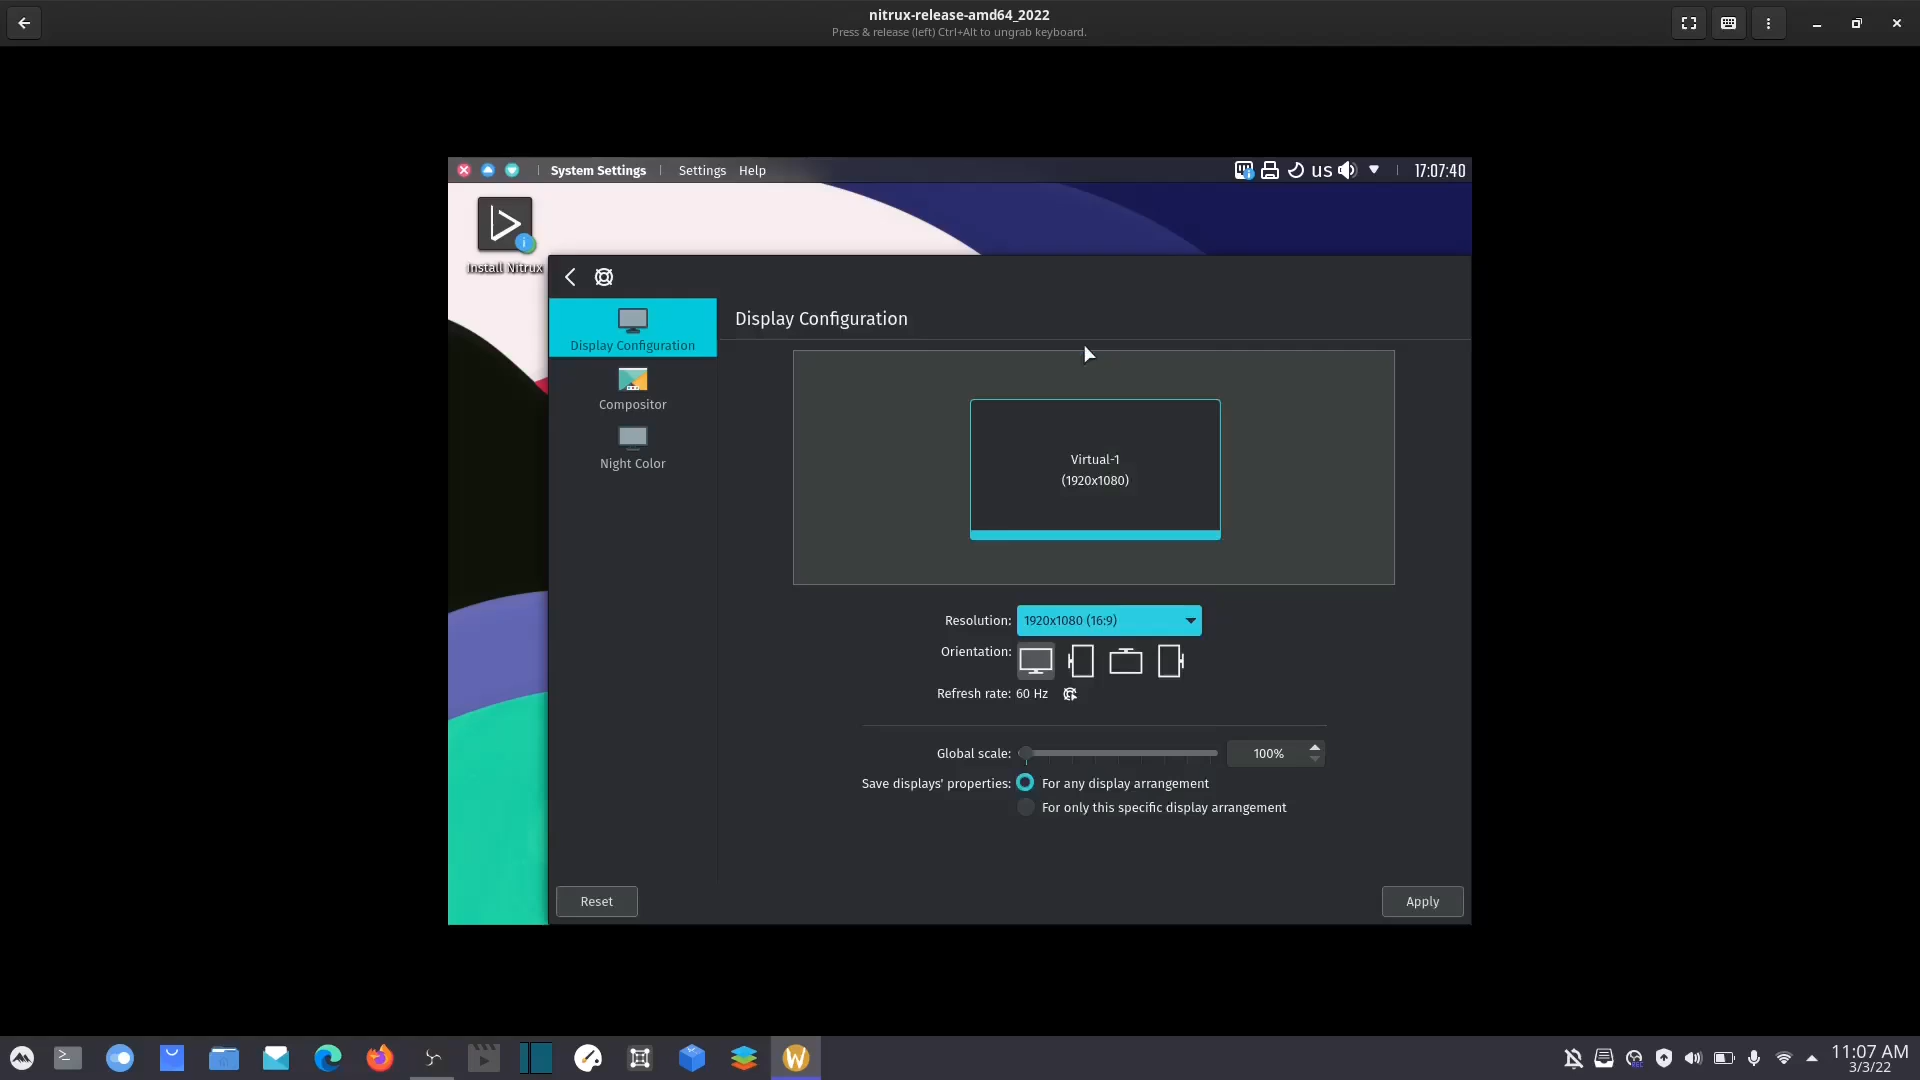 nitrux-release-amd64_2022
Press & release (left) Ctrl+Alt to ungrab keyboard.
System Settings
Settings
Help
us
17:07:40
Install Nitrux
Display Configuration
Compositor
Night Color
Display Configuration
Virtual-1
(1920x1080)
Resolution: 1920x1080 (16:9)
Orientation:
Refresh rate: 60 Hz
Global scale: 100%
Save displays' properties: For any display arrangement
For only this specific display arrangement
Reset
Apply
11:07 AM
3/3/22